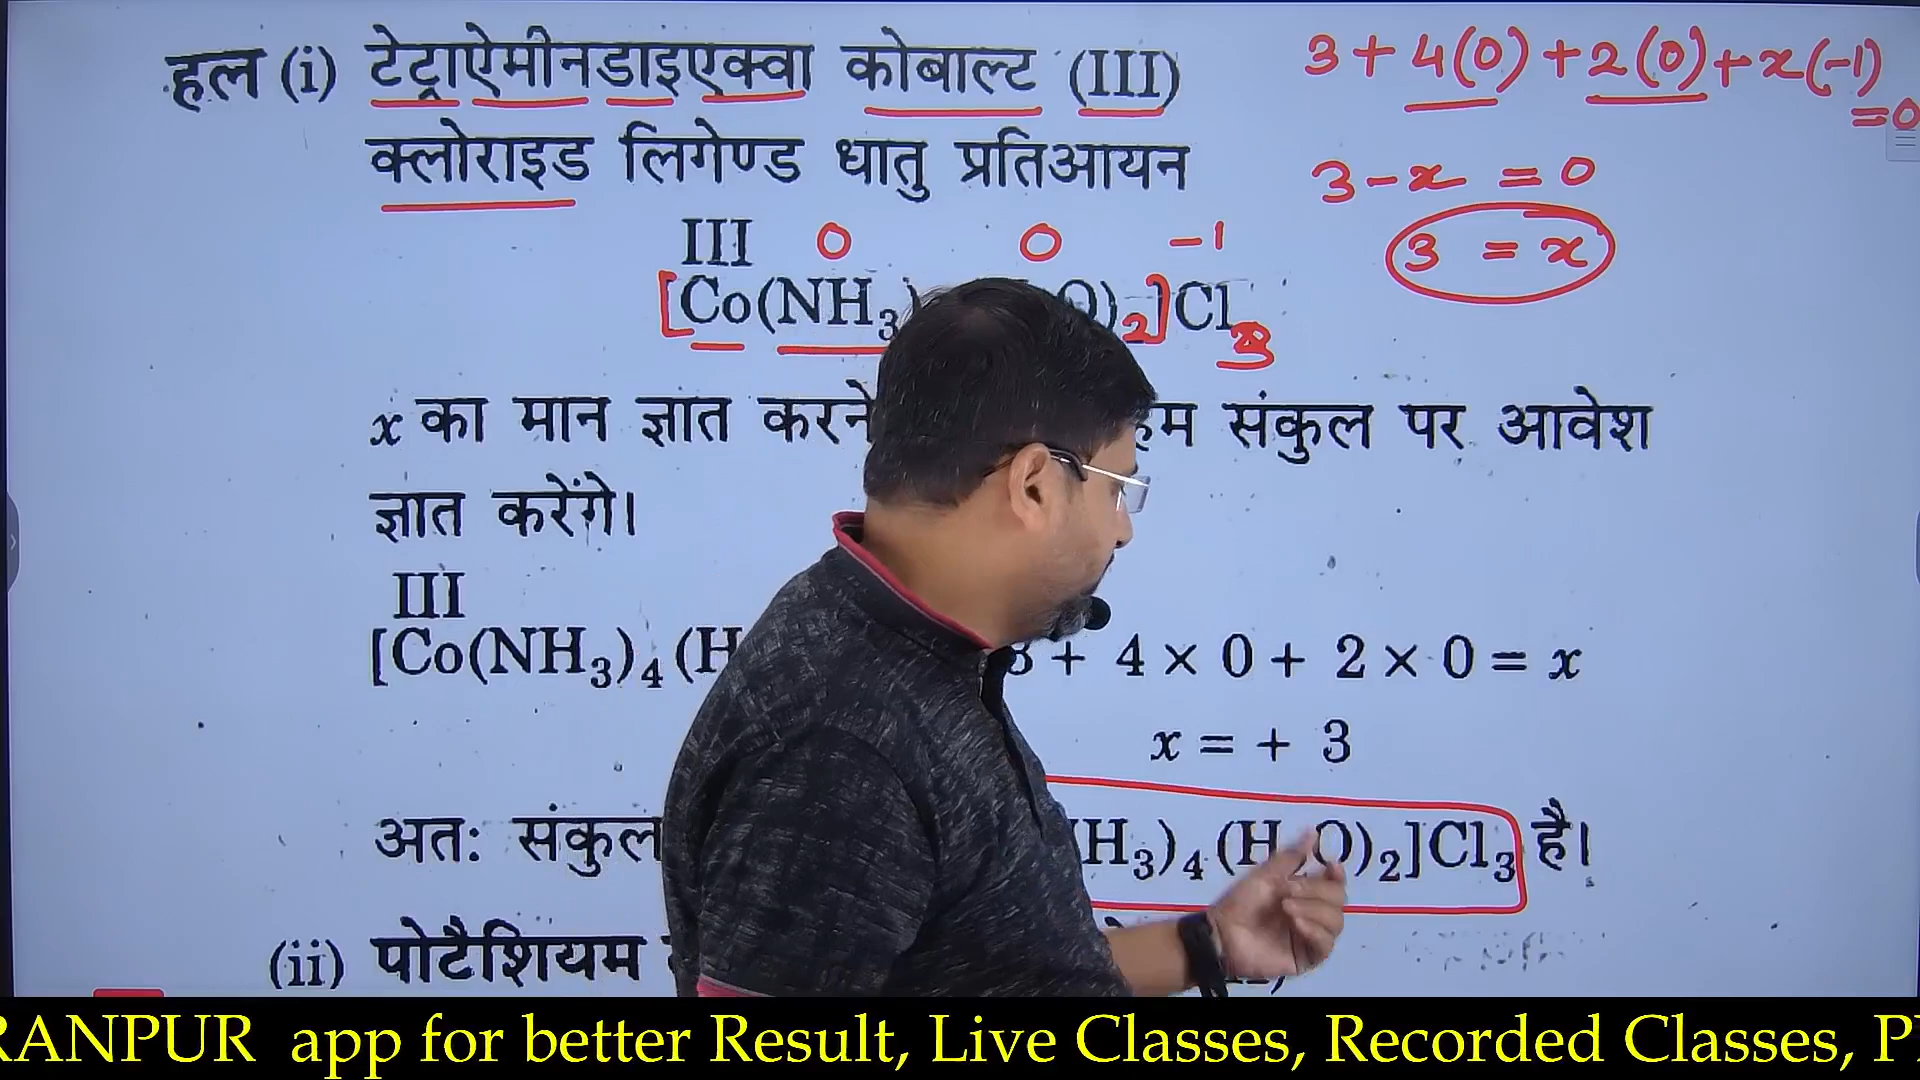 हल (i) टेट्राऐमीनडाइएक्वा कोबाल्ट (III)
क्लोराइड लिगेण्ड धातु प्रतिआयन
III 0 0 -1
[Co(NH₃) O)₂]Cl₃
3 + 4(0) + 2(0) + x(-1) = 0
3 - x = 0
3 = x
x का मान ज्ञात करने संकुल पर आवेश
ज्ञात करेंगे।
III
[Co(NH₃)₄(H 3 + 4 × 0 + 2 × 0 = x
x = + 3
अतः संकुल H₃)₄(H₂O)₂]Cl₃ है।
(ii) पोटैशियम
RANPUR app for better Result, Live Classes, Recorded Classes, P